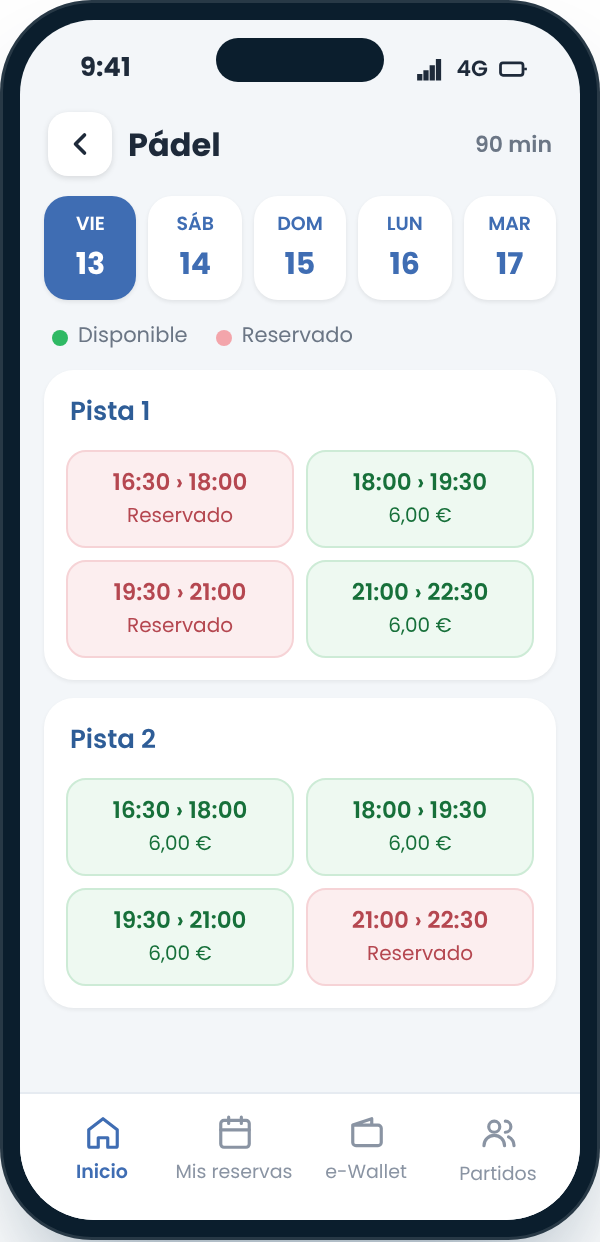 9:41 4G
Pádel 90 min
VIE SÁB DOM LUN MAR
13 14 15 16 17
Disponible Reservado
Pista 1
16:30 › 18:00 18:00 › 19:30
Reservado 6,00 €
19:30 › 21:00 21:00 › 22:30
Reservado 6,00 €
Pista 2
16:30 › 18:00 18:00 › 19:30
6,00 € 6,00 €
19:30 › 21:00 21:00 › 22:30
6,00 € Reservado
Inicio Mis reservas e-Wallet Partidos